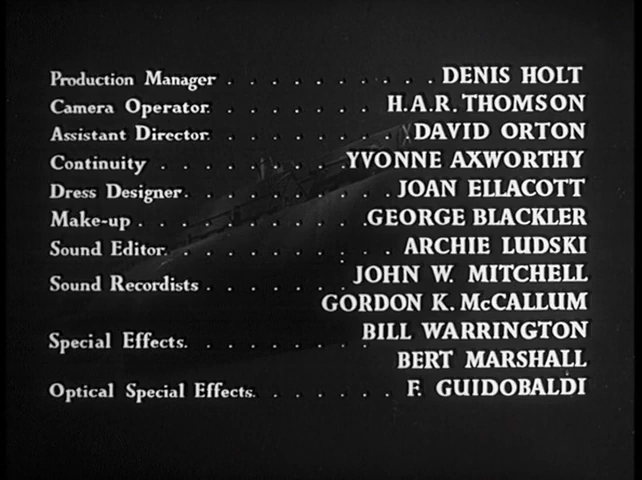 Production Manager . . . . . . . . . . DENIS HOLT
Camera Operator. . . . . . . . H.A.R. THOMSON
Assistant Director. . . . . . . . DAVID ORTON
Continuity . . . . . . . . YVONNE AXWORTHY
Dress Designer. . . . . . . . . JOAN ELLACOTT
Make-up . . . . . . . . . GEORGE BLACKLER
Sound Editor. . . . . . . . . . ARCHIE LUDSKI
Sound Recordists . . . . . . . JOHN W. MITCHELL
GORDON K. McCALLUM
Special Effects. . . . . . . . BILL WARRINGTON
BERT MARSHALL
Optical Special Effects. . . . . . . F. GUIDOBALDI